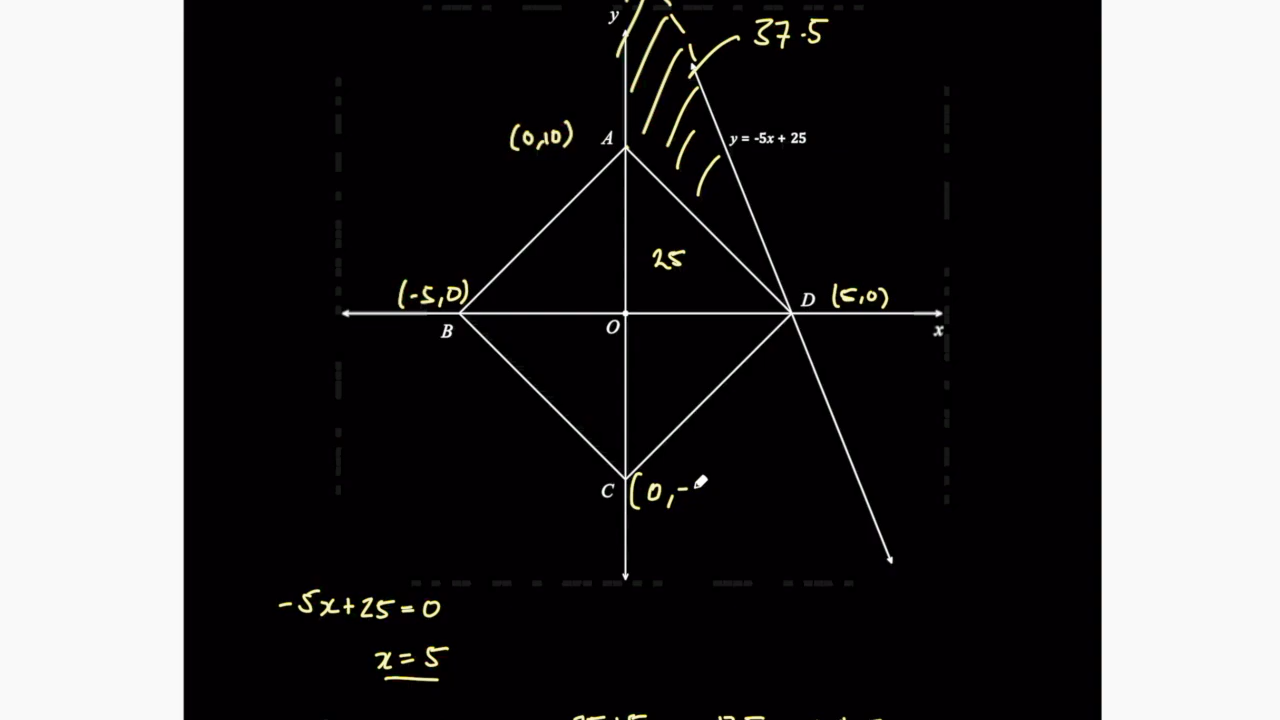 y
37.5
(0,10)
A
y = -5x + 25
25
(-5,0)
D
(5,0)
B
O
x
C
(0,-
-5x+25=0
x=5